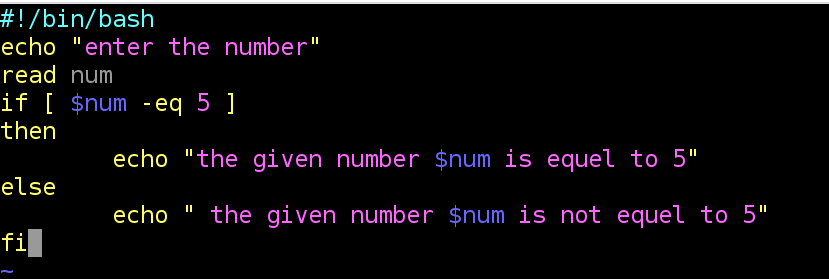 #!/bin/bash
echo "enter the number"
read num
if [ $num -eq 5 ]
then
        echo "the given number $num is equel to 5"
else
        echo " the given number $num is not equel to 5"
fi
~